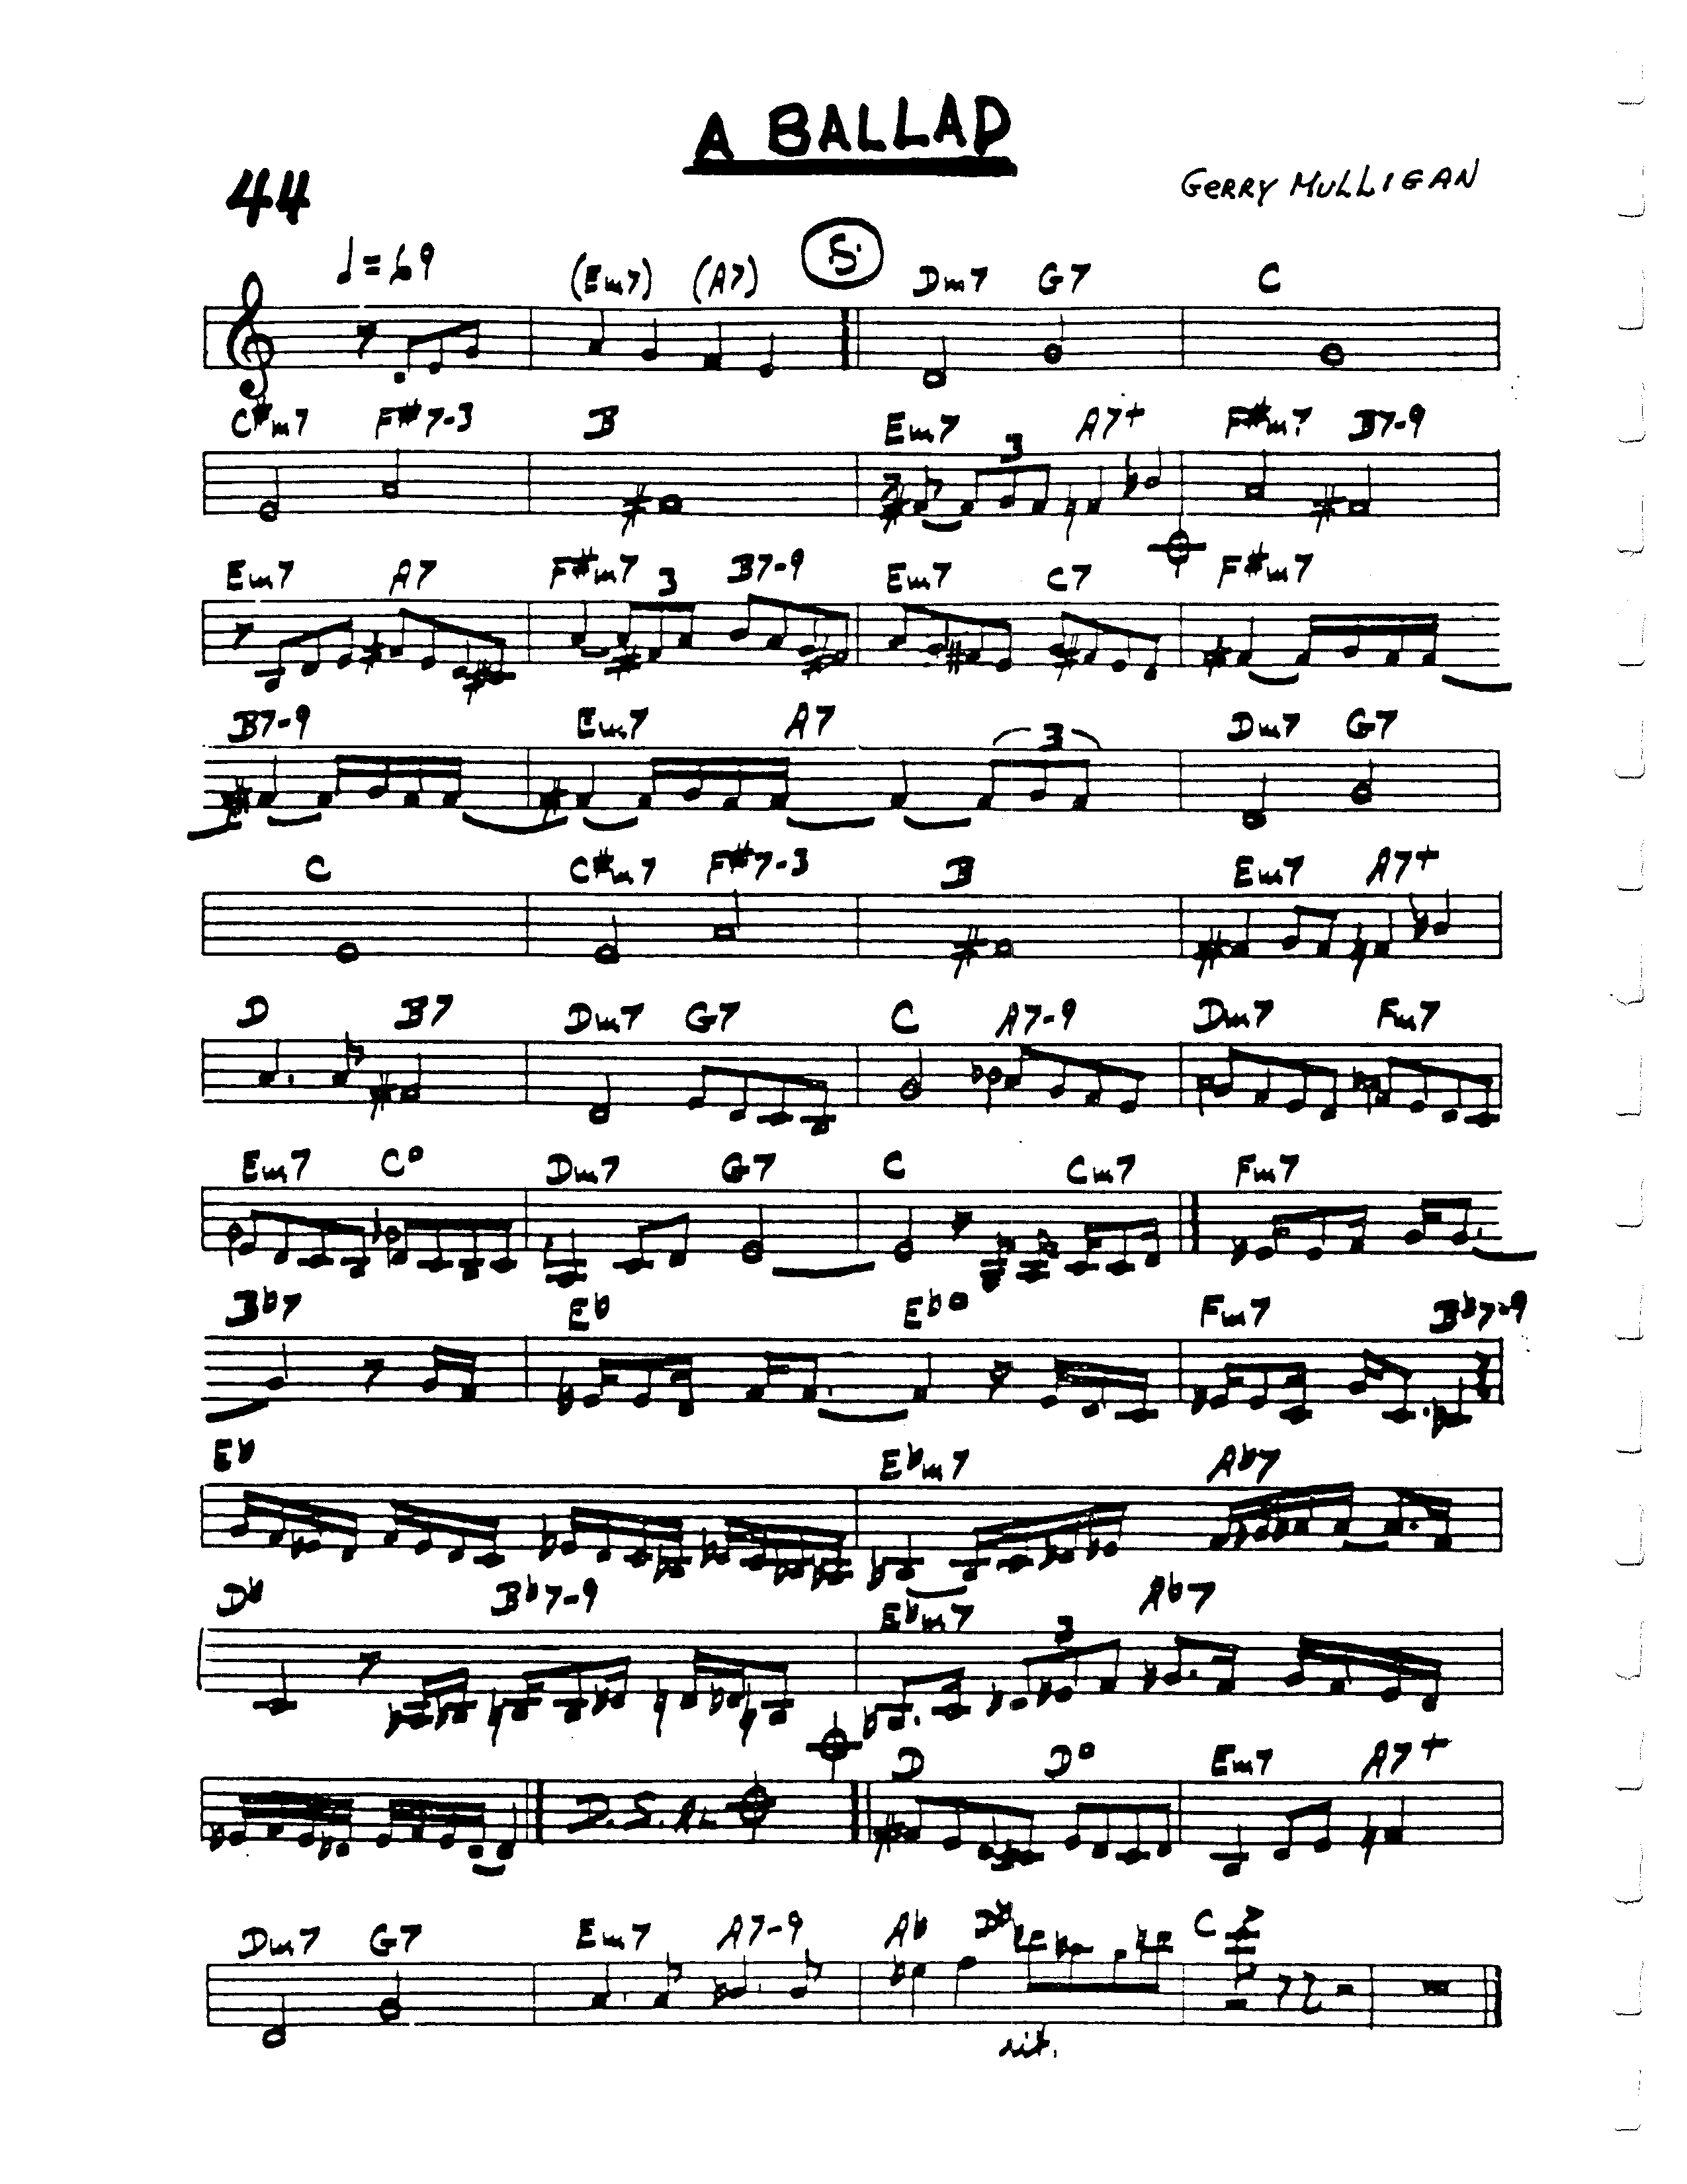 A BALLAD
44
GERRY MULLIGAN
♩ = 69
(Em7) (A7) Dm7 G7 C
C#m7 F#7-3 B Em7 A7+ F#m7 B7-9
3
Em7 A7 F#m7 B7-9 Em7 C7 F#m7
3
B7-9 Em7 A7 Dm7 G7
3
C C#m7 F#7-3 B Em7 A7+
D B7 Dm7 G7 C A7-9 Dm7 Fm7
Em7 C° Dm7 G7 C Cm7 Fm7
B♭7 E♭ E♭° Fm7 B♭7-9
E♭ E♭m7 A♭7
D♭ B♭7-9 E♭m7 A♭7
3
D D° Em7 A7+
D.S. AL
Dm7 G7 Em7 A7-9 A♭ D♭ C
rit.